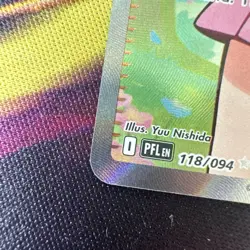 Illus. Yuu Nishida
I PFL EN 118/094